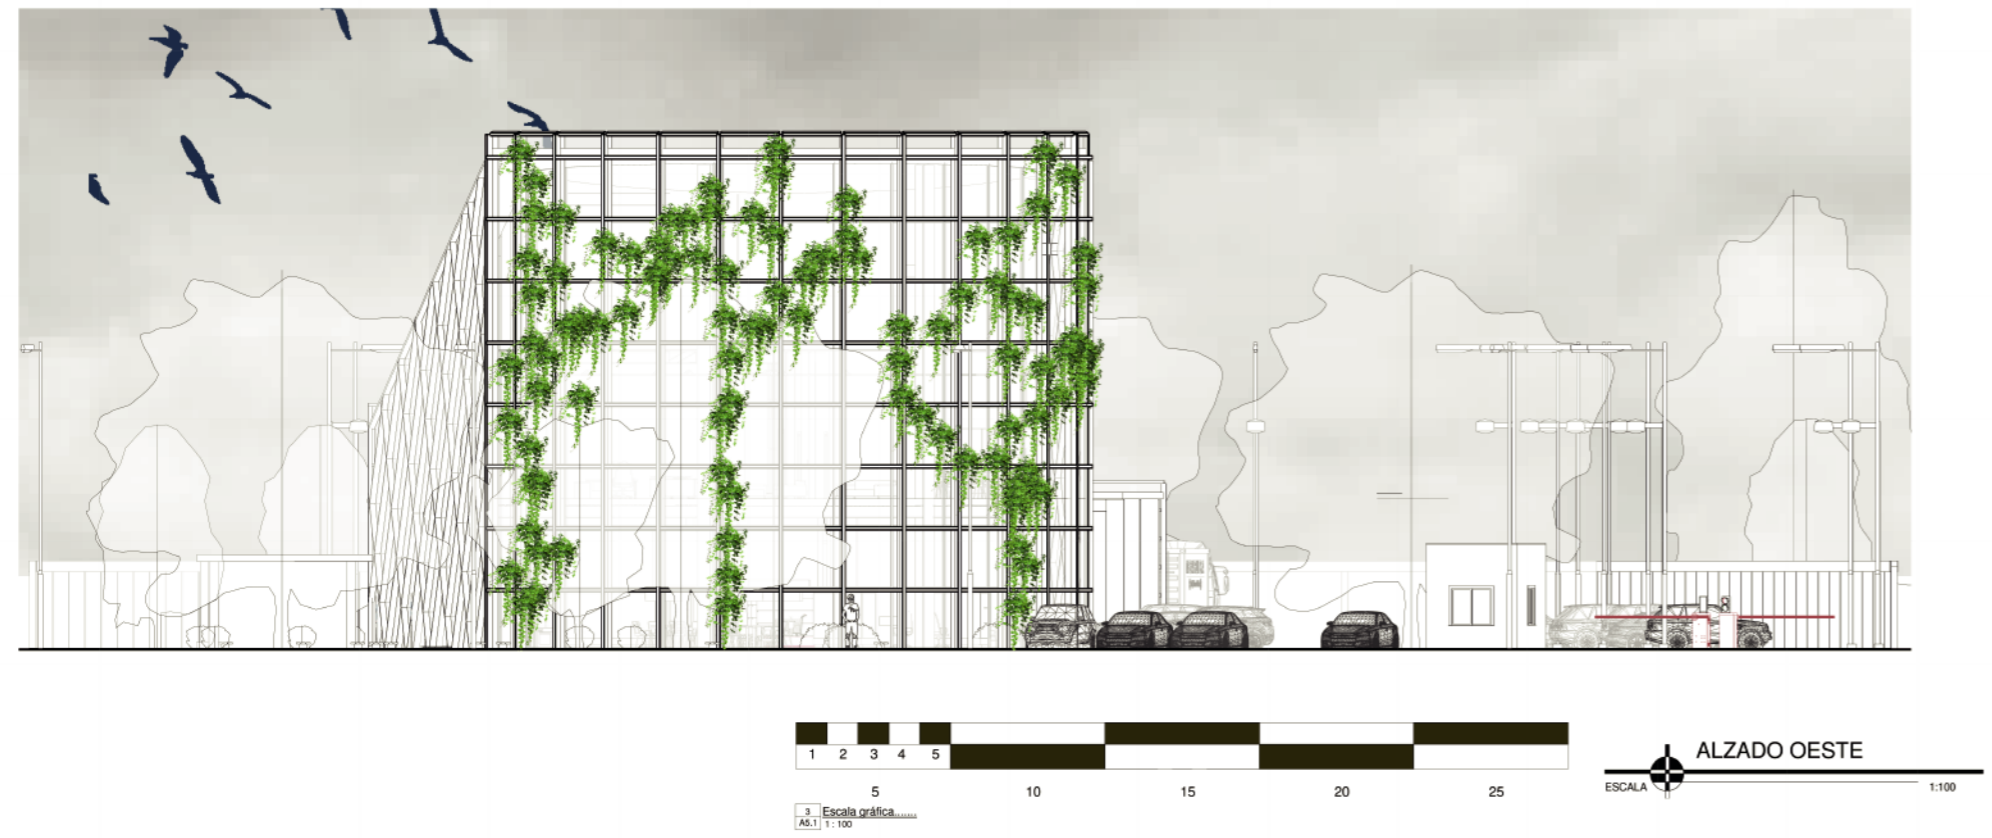 1 2 3 4 5
5 10 15 20 25
3 Escala gráfica.......
A5.1 1 : 100
ALZADO OESTE
ESCALA 1:100